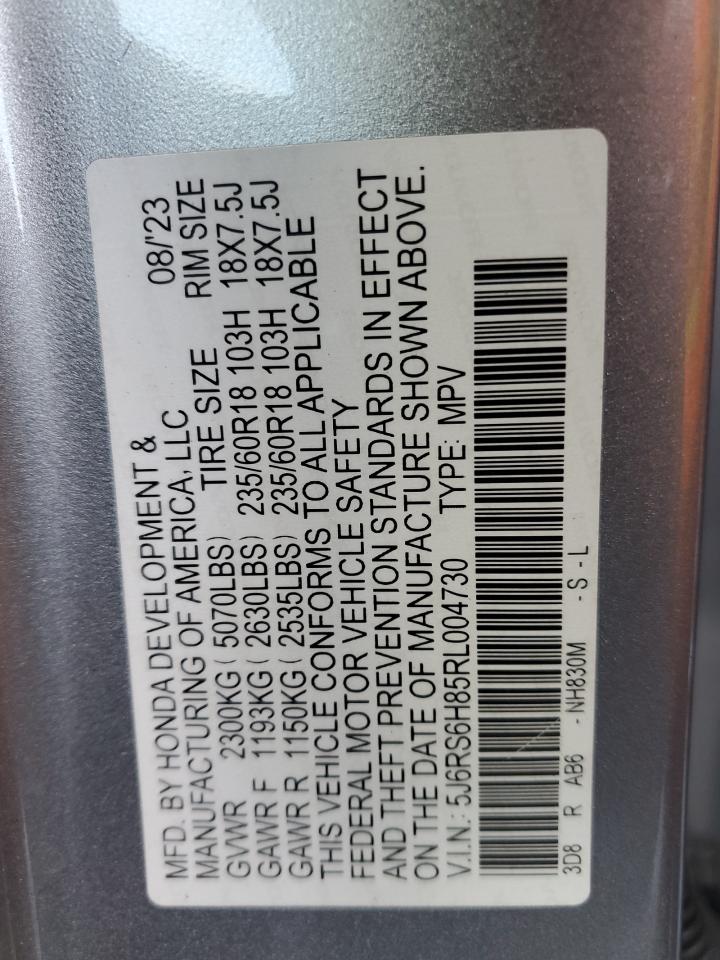 MFD. BY HONDA DEVELOPMENT & 08/'23
MANUFACTURING OF AMERICA, LLC
TIRE SIZE RIM SIZE
GVWR 2300KG( 5070LBS)
GAWR F 1193KG( 2630LBS) 235/60R18 103H 18X7.5J
GAWR R 1150KG( 2535LBS) 235/60R18 103H 18X7.5J
THIS VEHICLE CONFORMS TO ALL APPLICABLE
FEDERAL MOTOR VEHICLE SAFETY
AND THEFT PREVENTION STANDARDS IN EFFECT
ON THE DATE OF MANUFACTURE SHOWN ABOVE.
V.I.N.: 5J6RS6H85RL004730 TYPE: MPV
3D8 R AB6 - NH830M - S - L